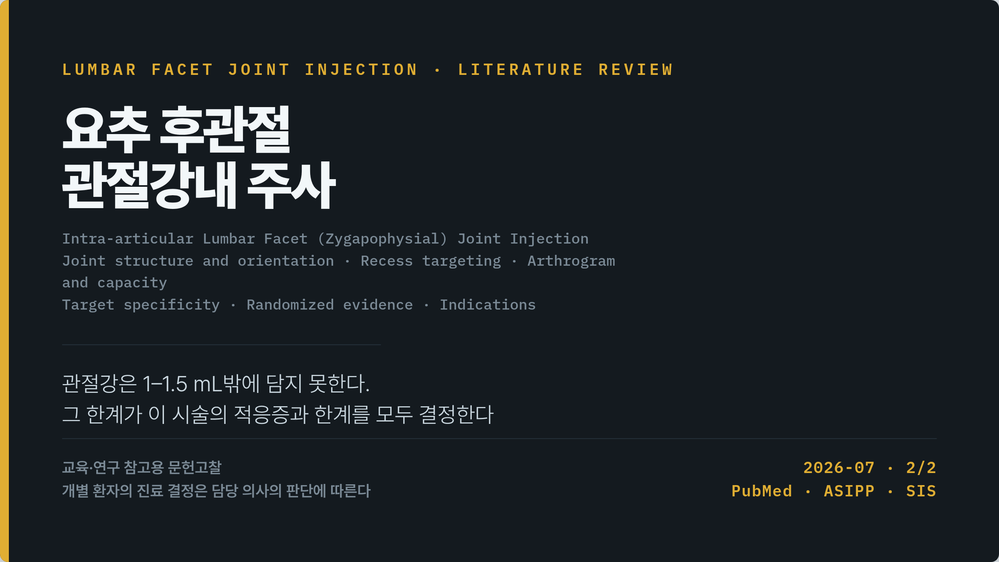 LUMBAR FACET JOINT INJECTION · LITERATURE REVIEW
요추 후관절
관절강내 주사
Intra-articular Lumbar Facet (Zygapophysial) Joint Injection
Joint structure and orientation · Recess targeting · Arthrogram
and capacity
Target specificity · Randomized evidence · Indications
관절강은 1–1.5 mL밖에 담지 못한다.
그 한계가 이 시술의 적응증과 한계를 모두 결정한다
교육·연구 참고용 문헌고찰
개별 환자의 진료 결정은 담당 의사의 판단에 따른다
2026-07 · 2/2
PubMed · ASIPP · SIS